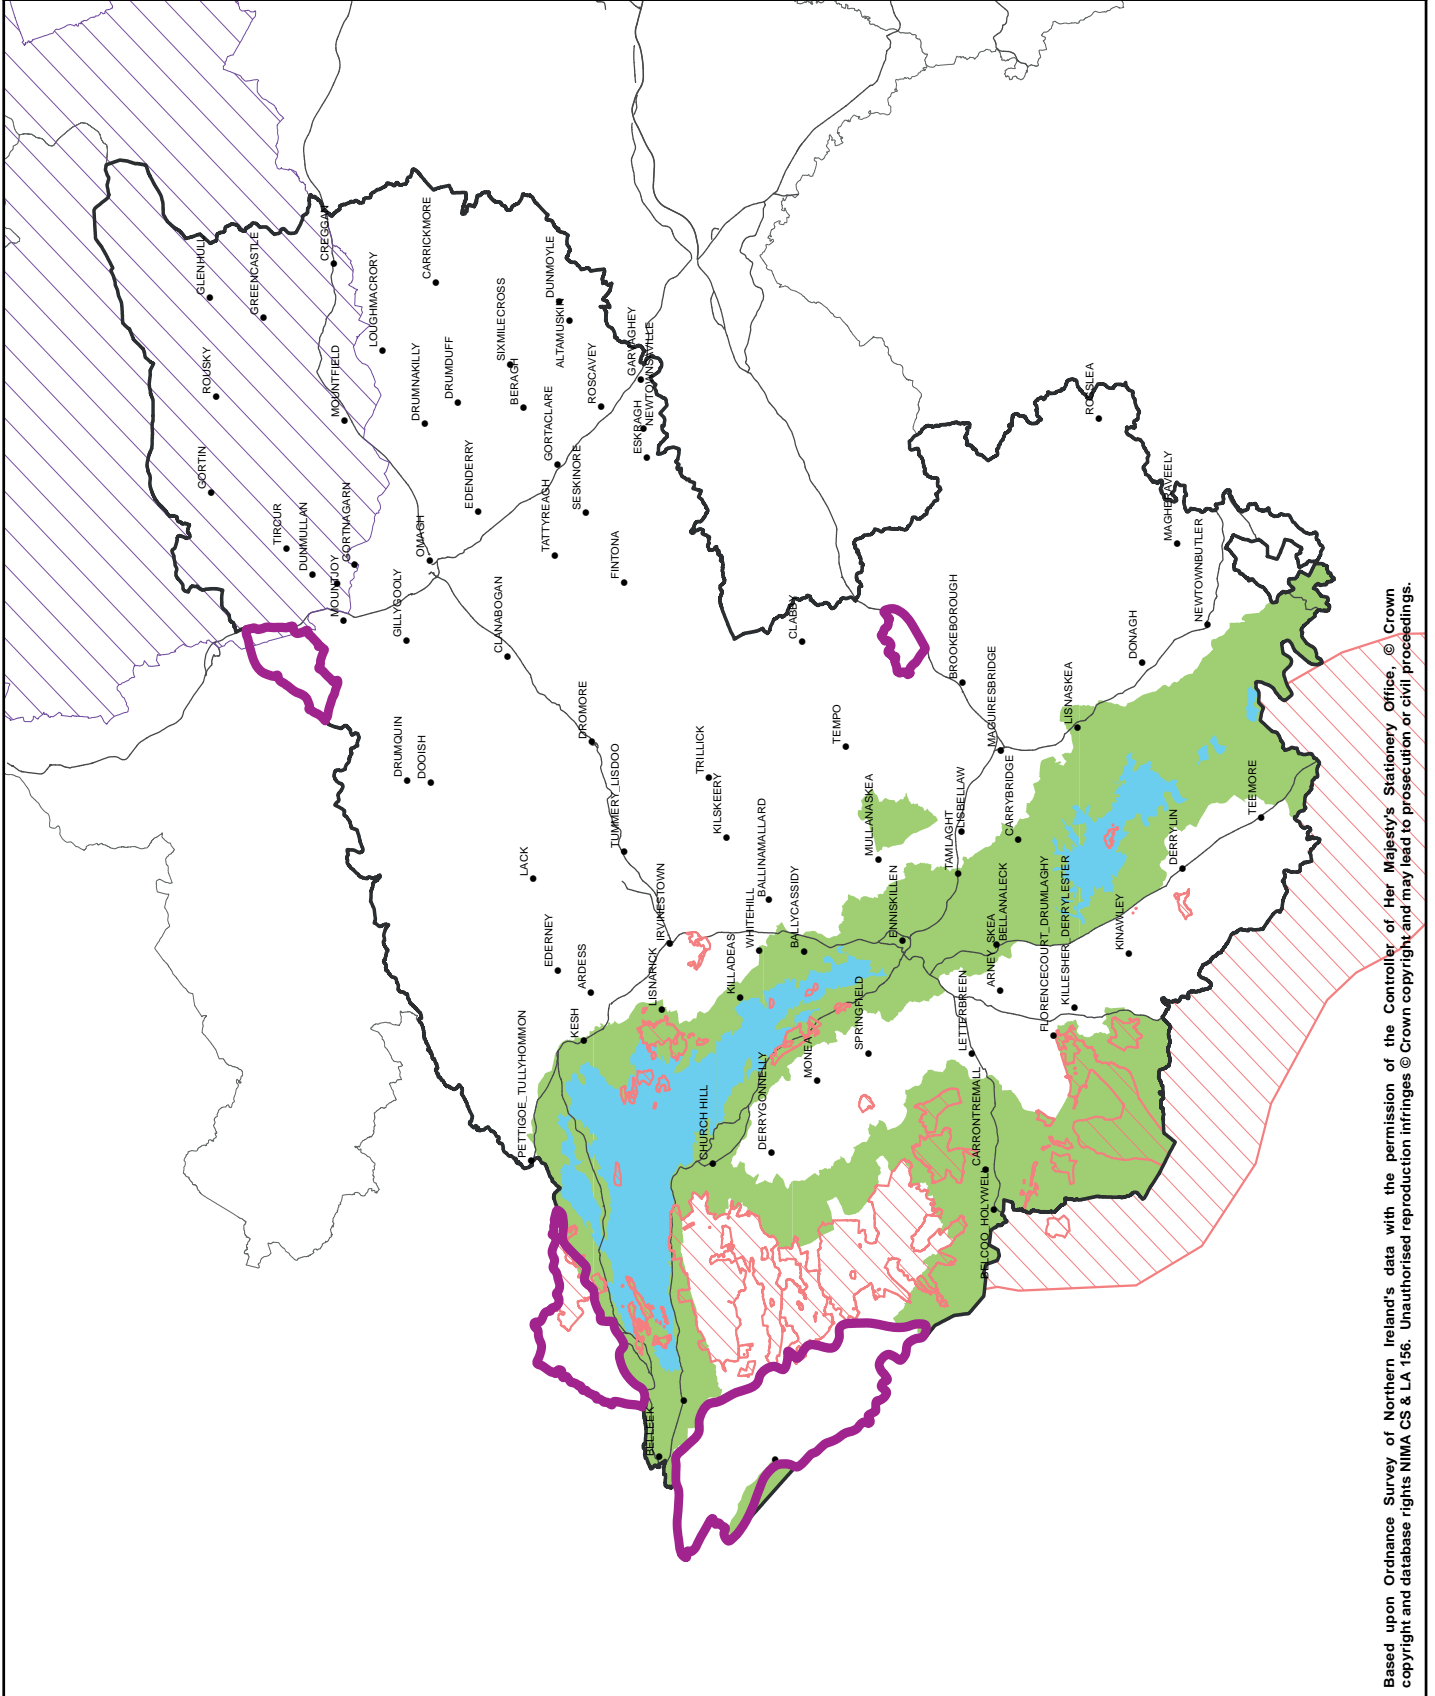 GORTIN
GLENHULL
ROUSKY
GREENCASTLE
TIRCUR
DUNMULLAN
CREGGAN
MOUNTJOY
MOUNTFIELD
GORTNAGARN
LOUGHMACRORY
DRUMQUIN
GILLYGOOLY
DRUMNAKILLY
DOOISH
OMAGH
CARRICKMORE
DRUMDUFF
EDENDERRY
CLANABOGAN
SIXMILECROSS
BERAGH
PETTIGOE_TULLYHOMMON
LACK
EDERNEY
TATTYREAGH
GORTACLARE
DUNMOYLE
ALTAMUSKIN
KESH
ARDESS
DROMORE
SESKINORE
ROSCAVEY
TUMMERY_LISDOO
FINTONA
GARVAGHEY
ESKRAGH
NEWTOWNSAVILLE
BELLEEK
LISNARICK
IRVINESTOWN
TRILLICK
CHURCH HILL
KILSKEERY
KILLADEAS
WHITEHILL
DERRYGONNELLY
BALLINAMALLARD
BALLYCASSIDY
CLABBY
MONEA
TEMPO
SPRINGFIELD
MULLANASKEA
ENNISKILLEN
TAMLAGHT
BROOKEBOROUGH
LISBELLAW
LETTERBREEN
CARRONTREMALL
BELCOO_HOLYWELL
ARNEY_SKEA
MAGUIRESBRIDGE
BELLANALECK
CARRYBRIDGE
FLORENCECOURT_DRUMLAGHY
KILLESHER_DERRYLESTER
LISNASKEA
ROSSLEA
KINAWLEY
DONAGH
MAGHERAVEELY
DERRYLIN
NEWTOWNBUTLER
TEEMORE
Based upon Ordnance Survey of Northern Ireland's data with the permission of the Controller of Her Majesty's Stationery Office, © Crown
copyright and database rights NIMA CS & LA 156. Unauthorised reproduction infringes © Crown copyright and may lead to prosecution or civil proceedings.